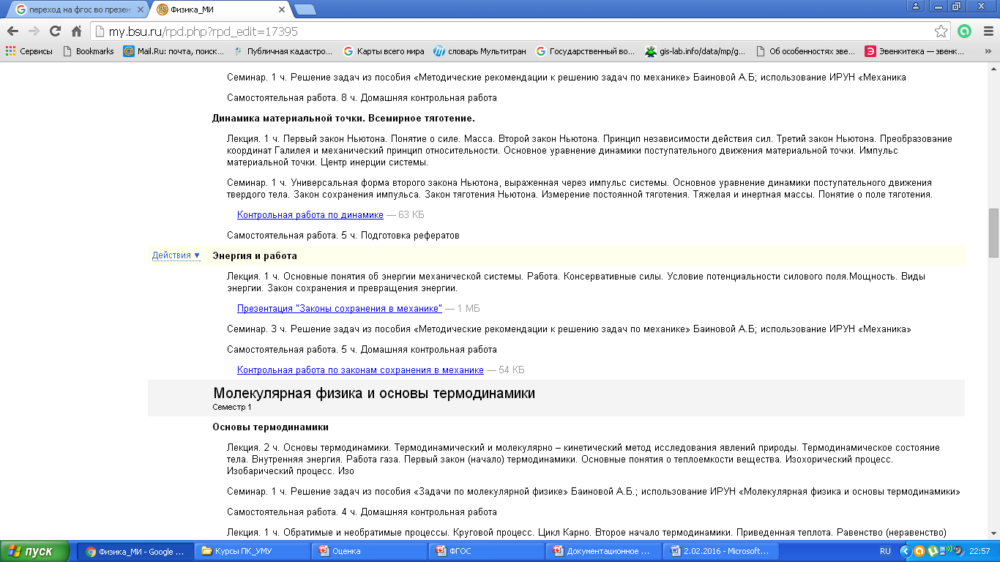 переход на фгос во презен
Физика_МИ
my.bsu.ru/rpd.php?rpd_edit=17395
Сервисы
Bookmarks
Mail.Ru: почта, поиск...
Публичная кадастро...
Карты всего мира
словарь Мультитран
Государственный во...
gis-lab.info/data/mp/g...
Об особенностях эве...
Эвенкитека — эвенк...
»
Семинар. 1 ч. Решение задач из пособия «Методические рекомендации к решению задач по механике» Баиновой А.Б; использование ИРУН «Механика
Самостоятельная работа. 8 ч. Домашняя контрольная работа
Динамика материальной точки. Всемирное тяготение.
Лекция. 1 ч. Первый закон Ньютона. Понятие о силе. Масса. Второй закон Ньютона. Принцип независимости действия сил. Третий закон Ньютона. Преобразование
координат Галилея и механический принцип относительности. Основное уравнение динамики поступательного движения материальной точки. Импульс
материальной точки. Центр инерции системы.
Семинар. 1 ч. Универсальная форма второго закона Ньютона, выраженная через импульс системы. Основное уравнение динамики поступательного движения
твердого тела. Закон сохранения импульса. Закон тяготения Ньютона. Измерение постоянной тяготения. Тяжелая и инертная массы. Понятие о поле тяготения.
Контрольная работа по динамике — 63 КБ
Самостоятельная работа. 5 ч. Подготовка рефератов
Действия ▼ Энергия и работа
Лекция. 1 ч. Основные понятия об энергии механической системы. Работа. Консервативные силы. Условие потенциальности силового поля.Мощность. Виды
энергии. Закон сохранения и превращения энергии.
Презентация "Законы сохранения в механике" — 1 МБ
Семинар. 3 ч. Решение задач из пособия «Методические рекомендации к решению задач по механике» Баиновой А.Б; использование ИРУН «Механика»
Самостоятельная работа. 5 ч. Домашняя контрольная работа
Контрольная работа по законам сохранения в механике — 54 КБ
Молекулярная физика и основы термодинамики
Семестр 1
Основы термодинамики
Лекция. 2 ч. Основы термодинамики. Термодинамический и молекулярно – кинетический метод исследования явлений природы. Термодинамическое состояние
тела. Внутренняя энергия. Работа газа. Первый закон (начало) термодинамики. Основные понятия о теплоемкости вещества. Изохорический процесс.
Изобарический процесс. Изо
Семинар. 1 ч. Решение задач из пособия «Задачи по молекулярной физике» Баиновой А.Б.; использование ИРУН «Молекулярная физика и основы термодинамики»
Самостоятельная работа. 4 ч. Домашняя контрольная работа
Лекция. 1 ч. Обратимые и необратимые процессы. Круговой процесс. Цикл Карно. Второе начало термодинамики. Приведенная теплота. Равенство (неравенство)
пуск
Физика_МИ - Google ...
Курсы ПК_УМУ
Оценка
ФГОС
Документационное ...
2.02.2016 - Microsoft...
RU
22:57